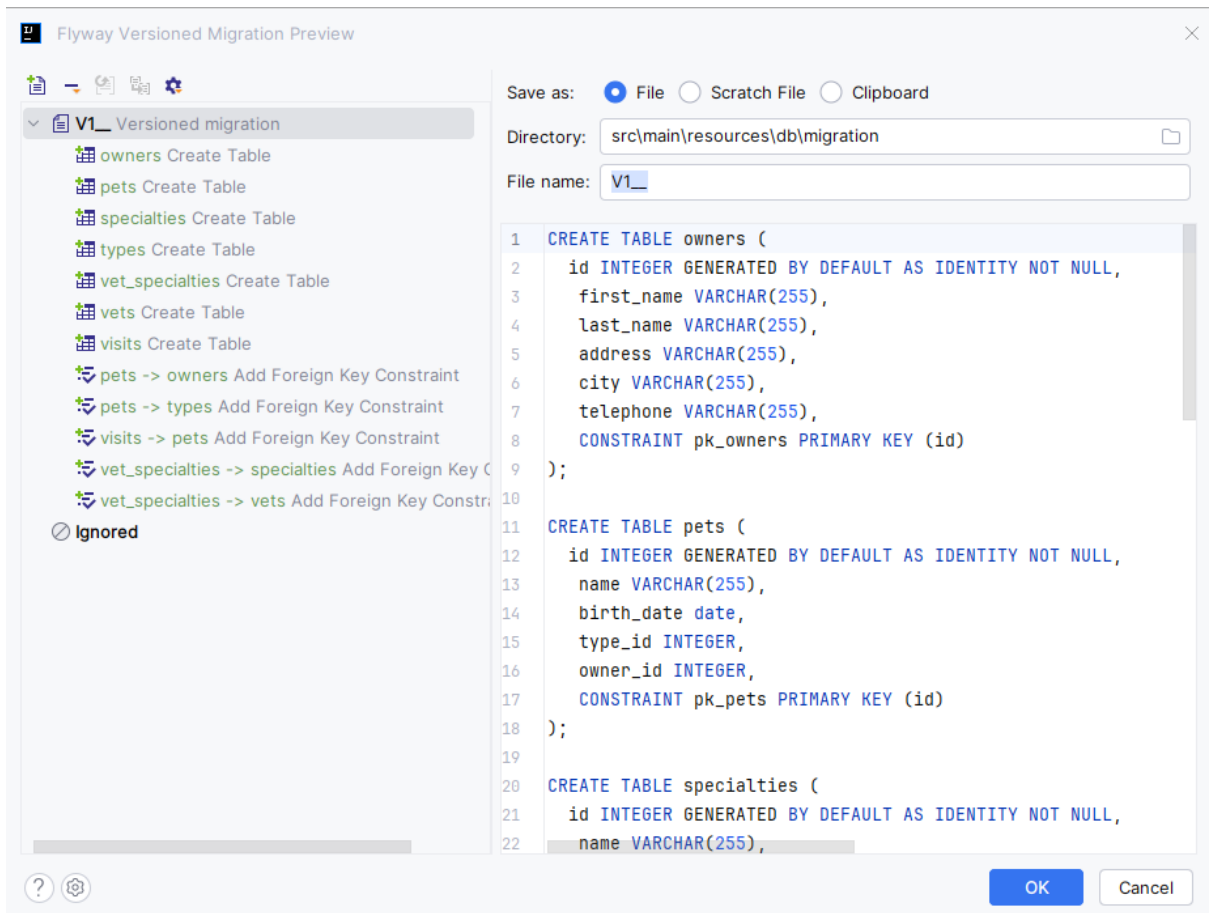 Flyway Versioned Migration Preview
V1__ Versioned migration
owners Create Table
pets Create Table
specialties Create Table
types Create Table
vet_specialties Create Table
vets Create Table
visits Create Table
pets -> owners Add Foreign Key Constraint
pets -> types Add Foreign Key Constraint
visits -> pets Add Foreign Key Constraint
vet_specialties -> specialties Add Foreign Key
vet_specialties -> vets Add Foreign Key Constr
Ignored
Save as: File Scratch File Clipboard
Directory: src\main\resources\db\migration
File name: V1__
1 CREATE TABLE owners (
2 id INTEGER GENERATED BY DEFAULT AS IDENTITY NOT NULL,
3 first_name VARCHAR(255),
4 last_name VARCHAR(255),
5 address VARCHAR(255),
6 city VARCHAR(255),
7 telephone VARCHAR(255),
8 CONSTRAINT pk_owners PRIMARY KEY (id)
9 );
10
11 CREATE TABLE pets (
12 id INTEGER GENERATED BY DEFAULT AS IDENTITY NOT NULL,
13 name VARCHAR(255),
14 birth_date date,
15 type_id INTEGER,
16 owner_id INTEGER,
17 CONSTRAINT pk_pets PRIMARY KEY (id)
18 );
19
20 CREATE TABLE specialties (
21 id INTEGER GENERATED BY DEFAULT AS IDENTITY NOT NULL,
22 name VARCHAR(255),
? OK Cancel